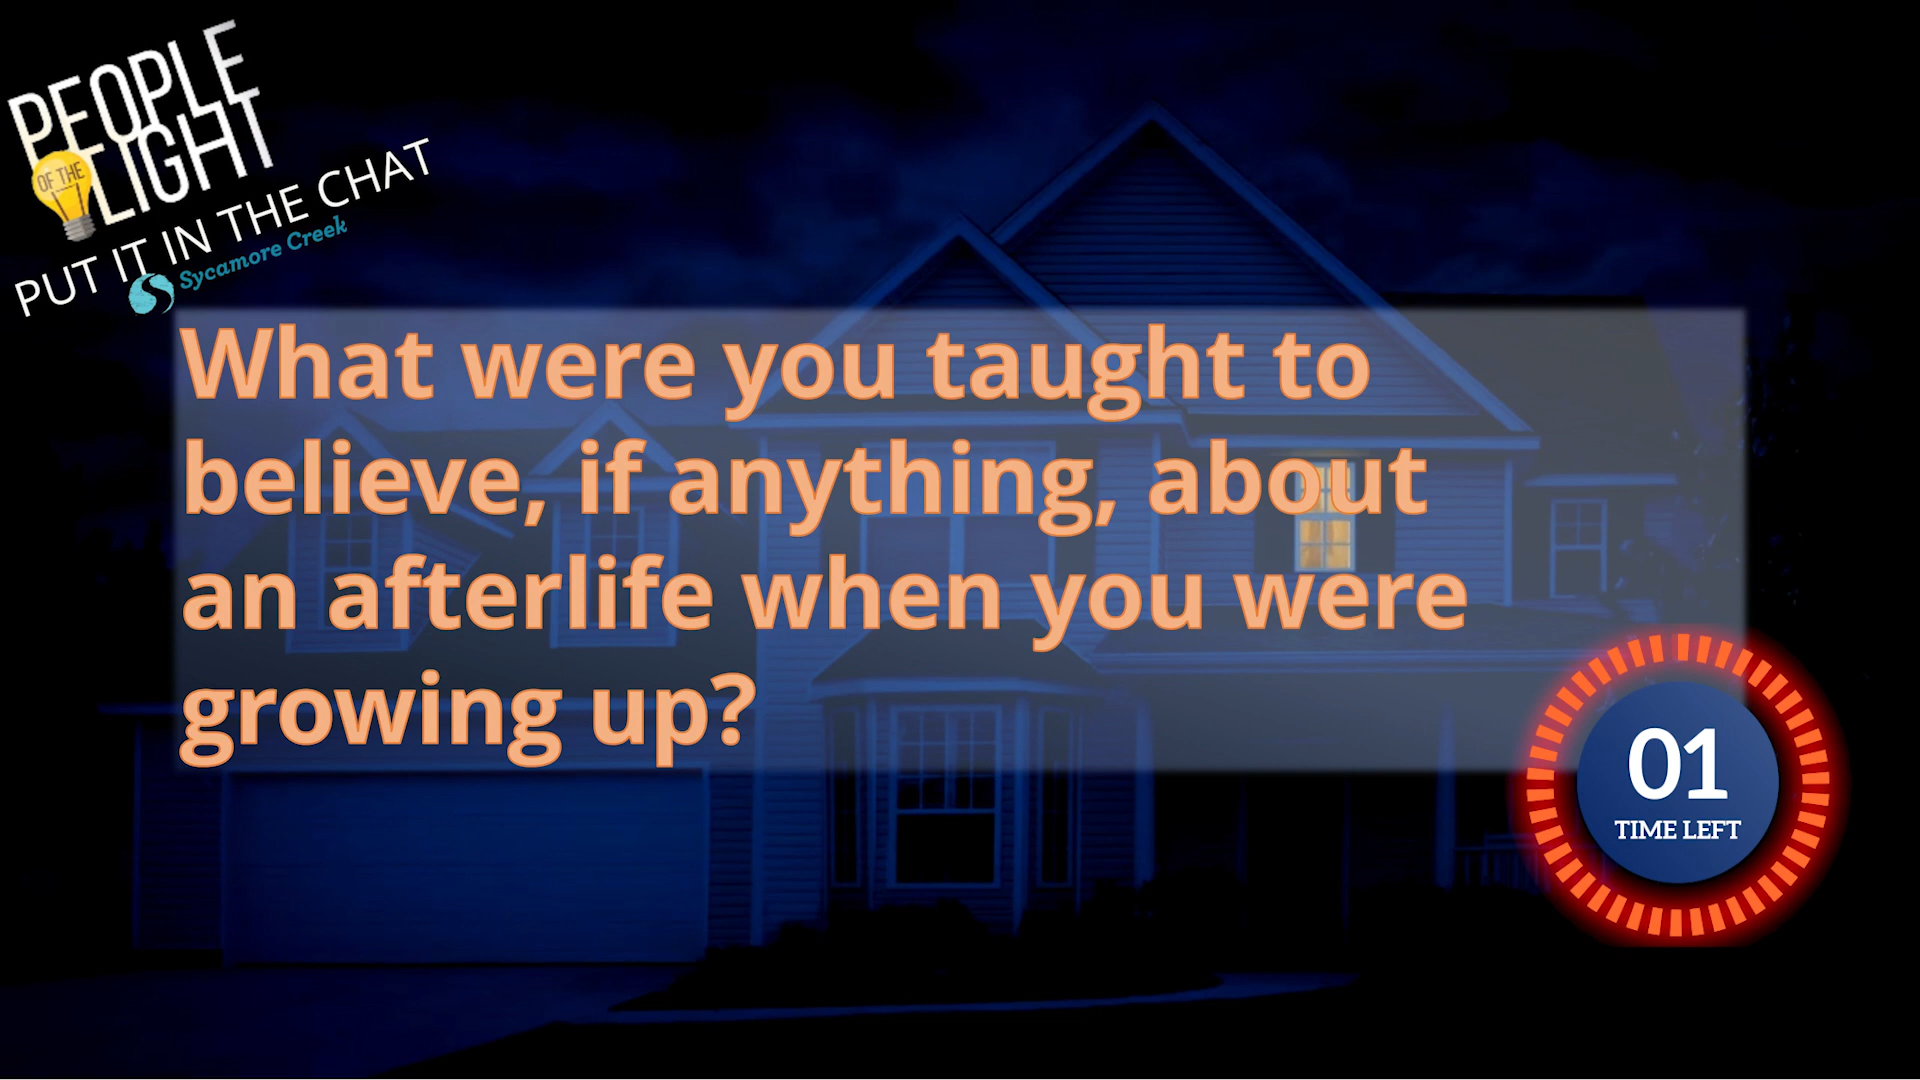 PEOPLE
OF THE
LIGHT
PUT IT IN THE CHAT
Sycamore Creek
What were you taught to
believe, if anything, about
an afterlife when you were
growing up?
01
TIME LEFT